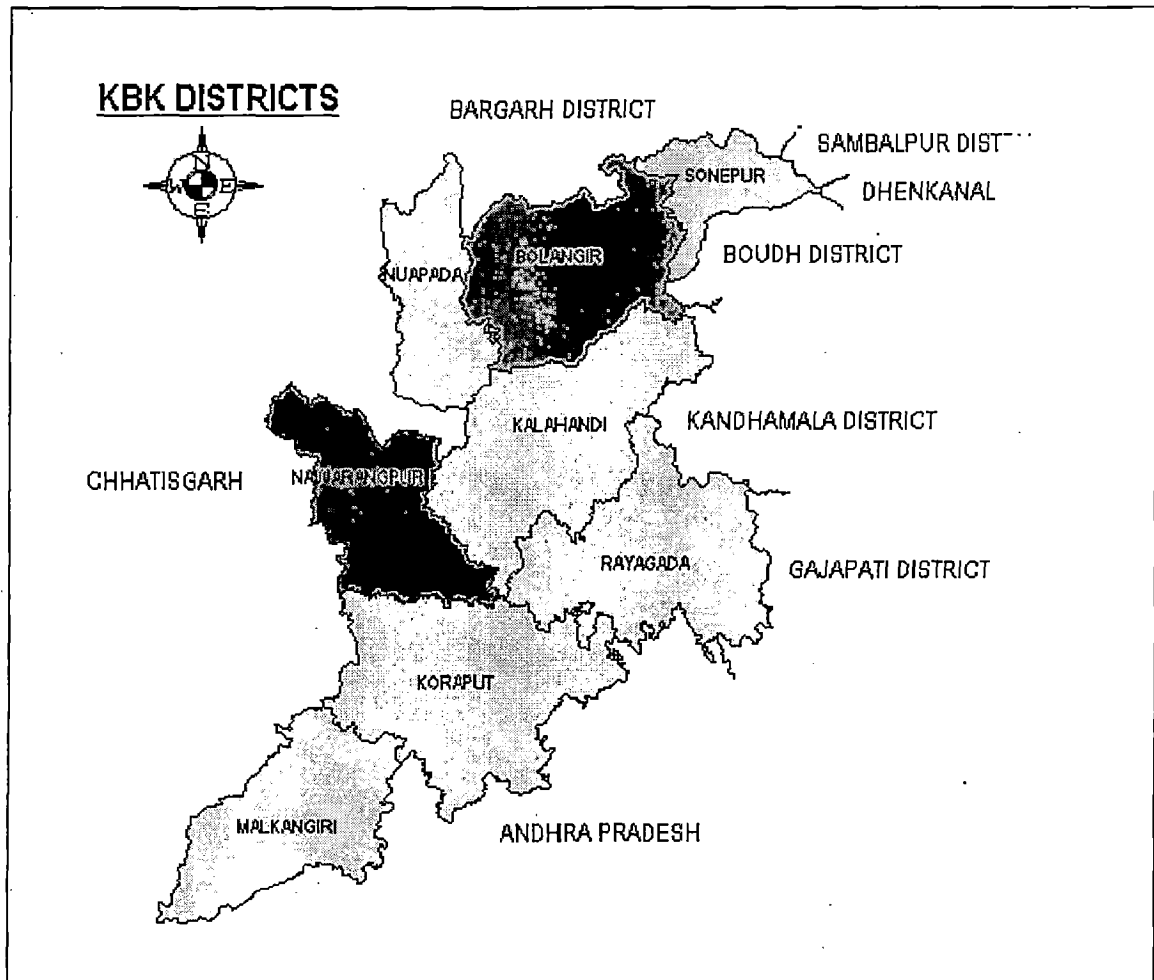 KBK DISTRICTS
BARGARH DISTRICT
N
W E
E
SAMBALPUR DIST
SONEPUR
DHENKANAL
BOLANGIR
BOUDH DISTRICT
NUAPADA
KALAHANDI
KANDHAMALA DISTRICT
CHHATISGARH
RAYAGADA
GAJAPATI DISTRICT
KORAPUT
MALKANGIRI
ANDHRA PRADESH